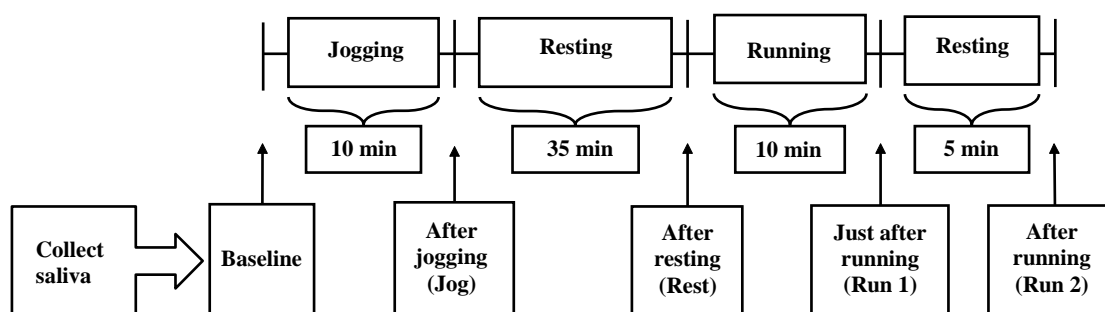 Jogging
Resting
Running
Resting
10 min
35 min
10 min
5 min
Collect
saliva
Baseline
After
jogging
(Jog)
After
resting
(Rest)
Just after
running
(Run 1)
After
running
(Run 2)